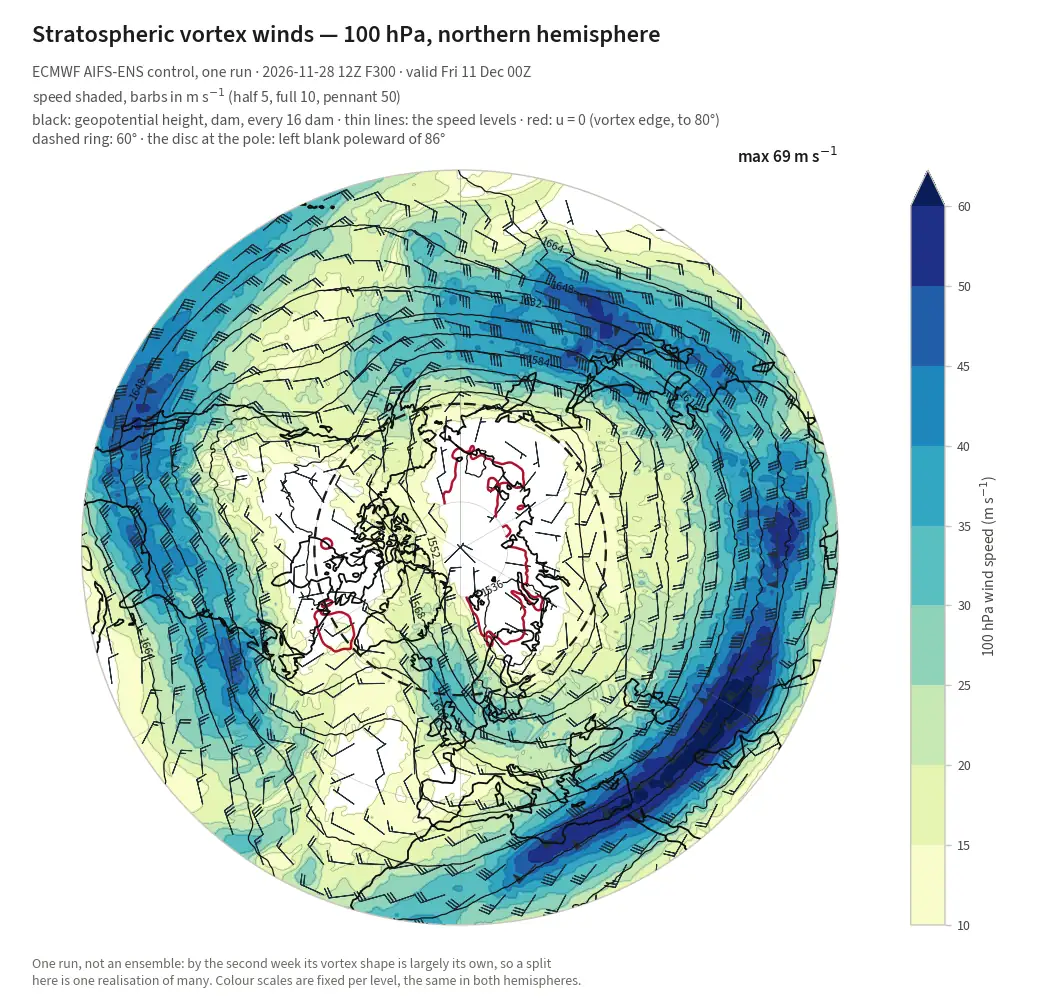 Stratospheric vortex winds — 100 hPa, northern hemisphere
ECMWF AIFS-ENS control, one run · 2026-11-28 12Z F300 · valid Fri 11 Dec 00Z
speed shaded, barbs in m s⁻¹ (half 5, full 10, pennant 50)
black: geopotential height, dam, every 16 dam · thin lines: the speed levels · red: u = 0 (vortex edge, to 80°)
dashed ring: 60° · the disc at the pole: left blank poleward of 86°
max 69 m s⁻¹
1664
1648
1584
1648
1552
1536
1568
60
50
45
40
35
30
25
20
15
10
100 hPa wind speed (m s⁻¹)
One run, not an ensemble: by the second week its vortex shape is largely its own, so a split
here is one realisation of many. Colour scales are fixed per level, the same in both hemispheres.